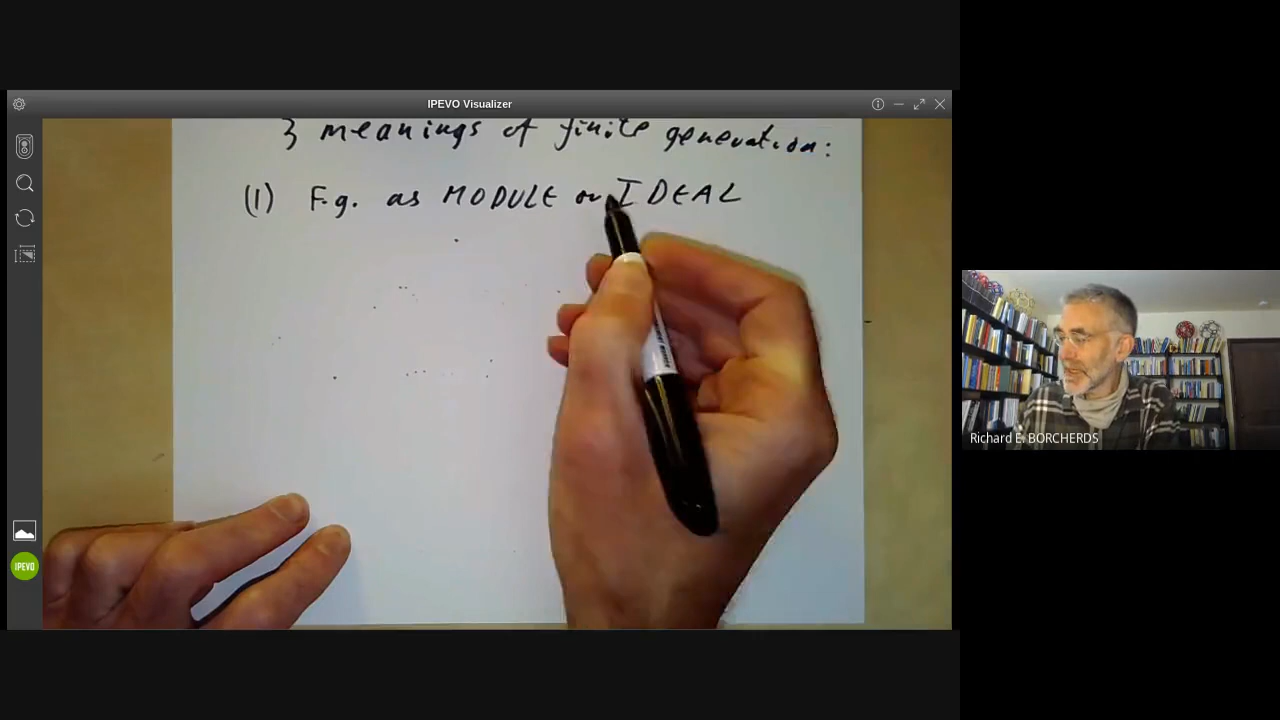 IPEVO Visualizer
3 meanings of finite generation:
(1) F.g. as MODULE or IDEAL
Richard E. BORCHERDS
IPEVO